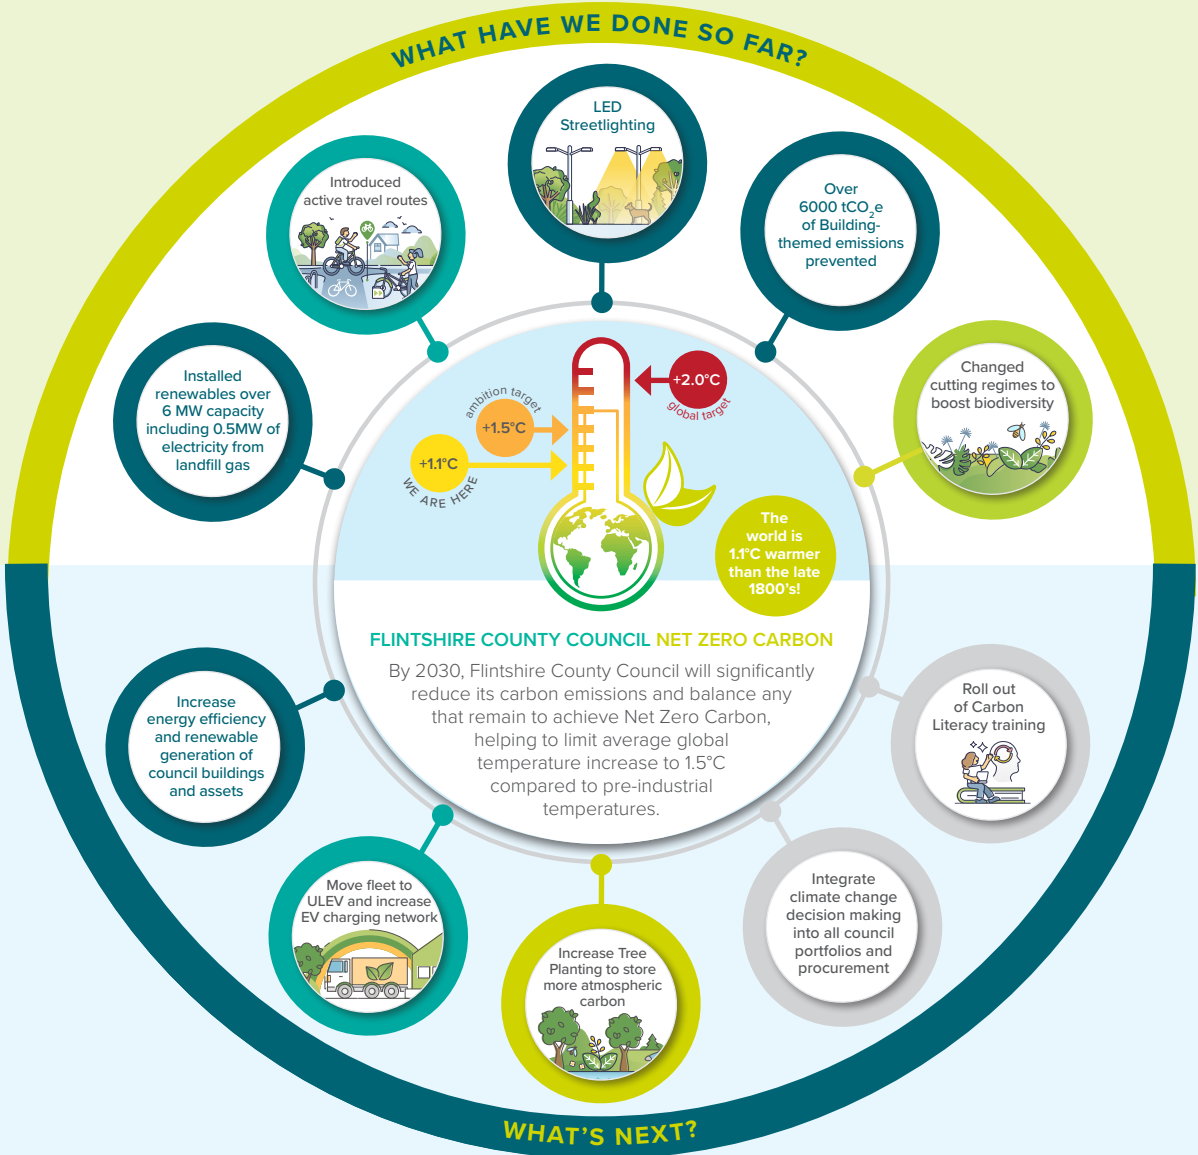 WHAT HAVE WE DONE SO FAR?
Installed
renewables over
6 MW capacity
including 0.5MW of
electricity from
landfill gas
Introduced
active travel routes
LED
Streetlighting
Over
6000 tCO₂e
of Building-
themed emissions
prevented
Changed
cutting regimes to
boost biodiversity
+2.0°C
global target
ambition target
+1.5°C
+1.1°C
WE ARE HERE
The
world is
1.1°C warmer
than the late
1800's!
FLINTSHIRE COUNTY COUNCIL NET ZERO CARBON
By 2030, Flintshire County Council will significantly
reduce its carbon emissions and balance any
that remain to achieve Net Zero Carbon,
helping to limit average global
temperature increase to 1.5°C
compared to pre-industrial
temperatures.
Increase
energy efficiency
and renewable
generation of
council buildings
and assets
Move fleet to
ULEV and increase
EV charging network
Increase Tree
Planting to store
more atmospheric
carbon
Integrate
climate change
decision making
into all council
portfolios and
procurement
Roll out
of Carbon
Literacy training
WHAT'S NEXT?